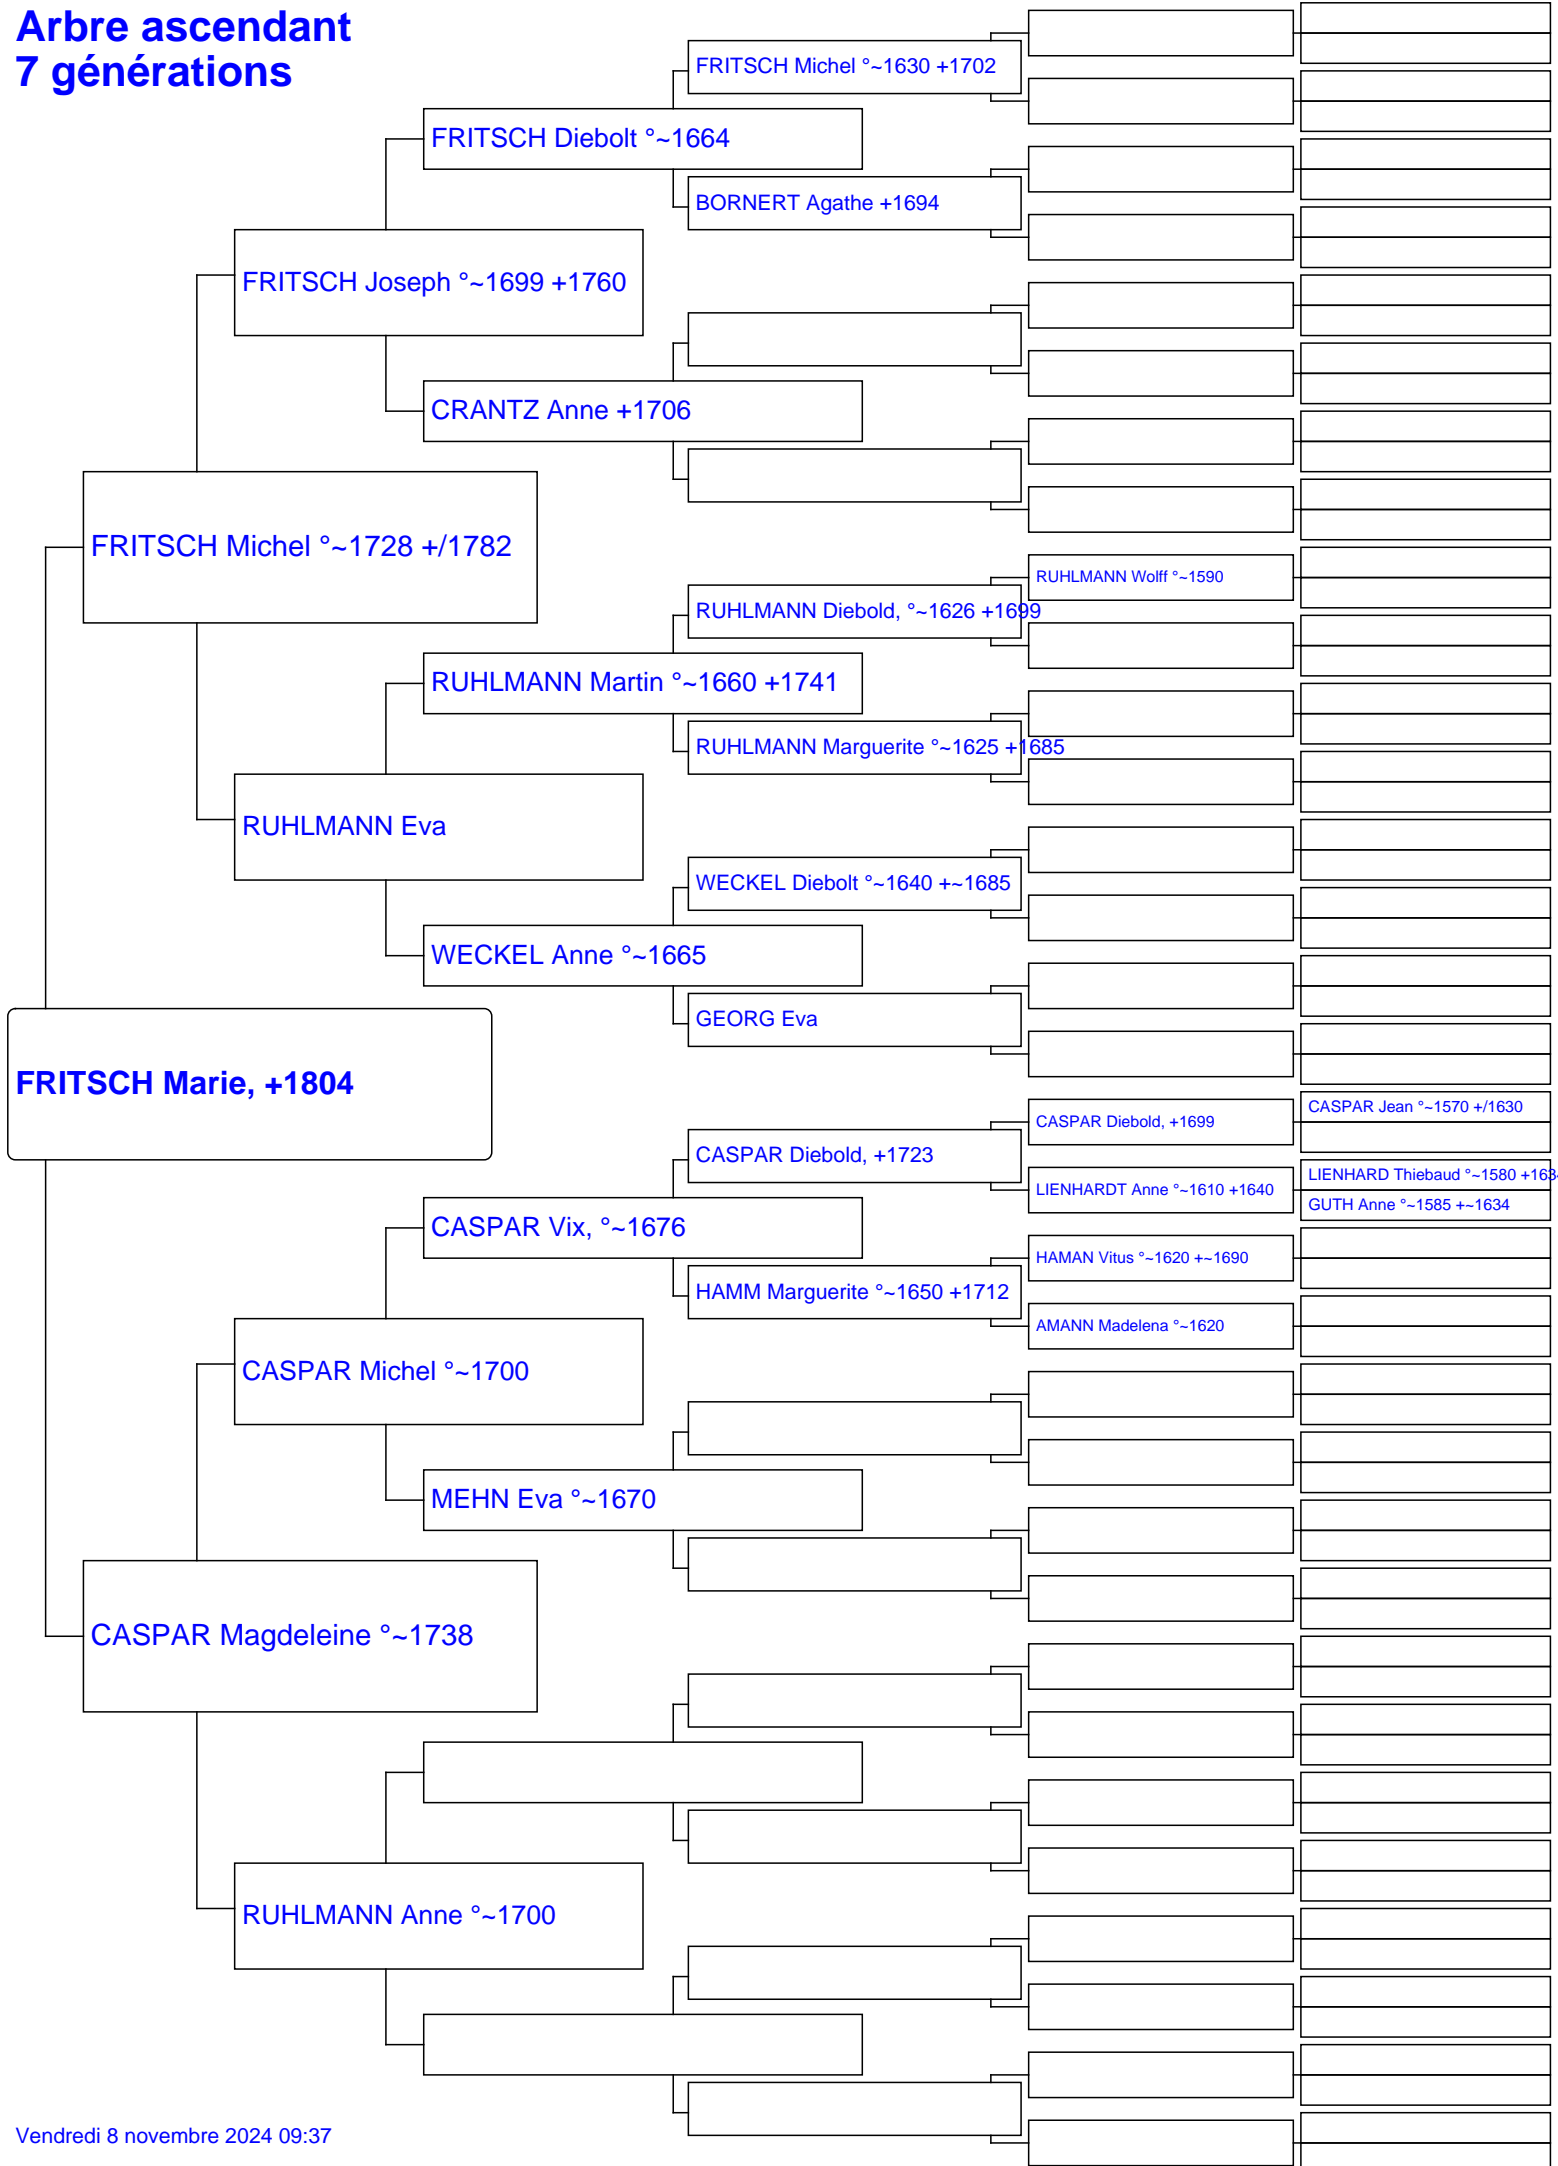 Arbre ascendant
7 générations
FRITSCH Michel °~1630 +1702
FRITSCH Diebolt °~1664
BORNERT Agathe +1694
FRITSCH Joseph °~1699 +1760
CRANTZ Anne +1706
FRITSCH Michel °~1728 +/1782
RUHLMANN Wolff °~1590
RUHLMANN Diebold, °~1626 +1699
RUHLMANN Martin °~1660 +1741
RUHLMANN Marguerite °~1625 +1685
RUHLMANN Eva
WECKEL Diebolt °~1640 +~1685
WECKEL Anne °~1665
GEORG Eva
FRITSCH Marie, +1804
CASPAR Jean °~1570 +/1630
CASPAR Diebold, +1699
CASPAR Diebold, +1723
LIENHARD Thiebaud °~1580 +1634
LIENHARDT Anne °~1610 +1640
GUTH Anne °~1585 +~1634
CASPAR Vix, °~1676
HAMAN Vitus °~1620 +~1690
HAMM Marguerite °~1650 +1712
AMANN Madelena °~1620
CASPAR Michel °~1700
MEHN Eva °~1670
CASPAR Magdeleine °~1738
RUHLMANN Anne °~1700
Vendredi 8 novembre 2024 09:37